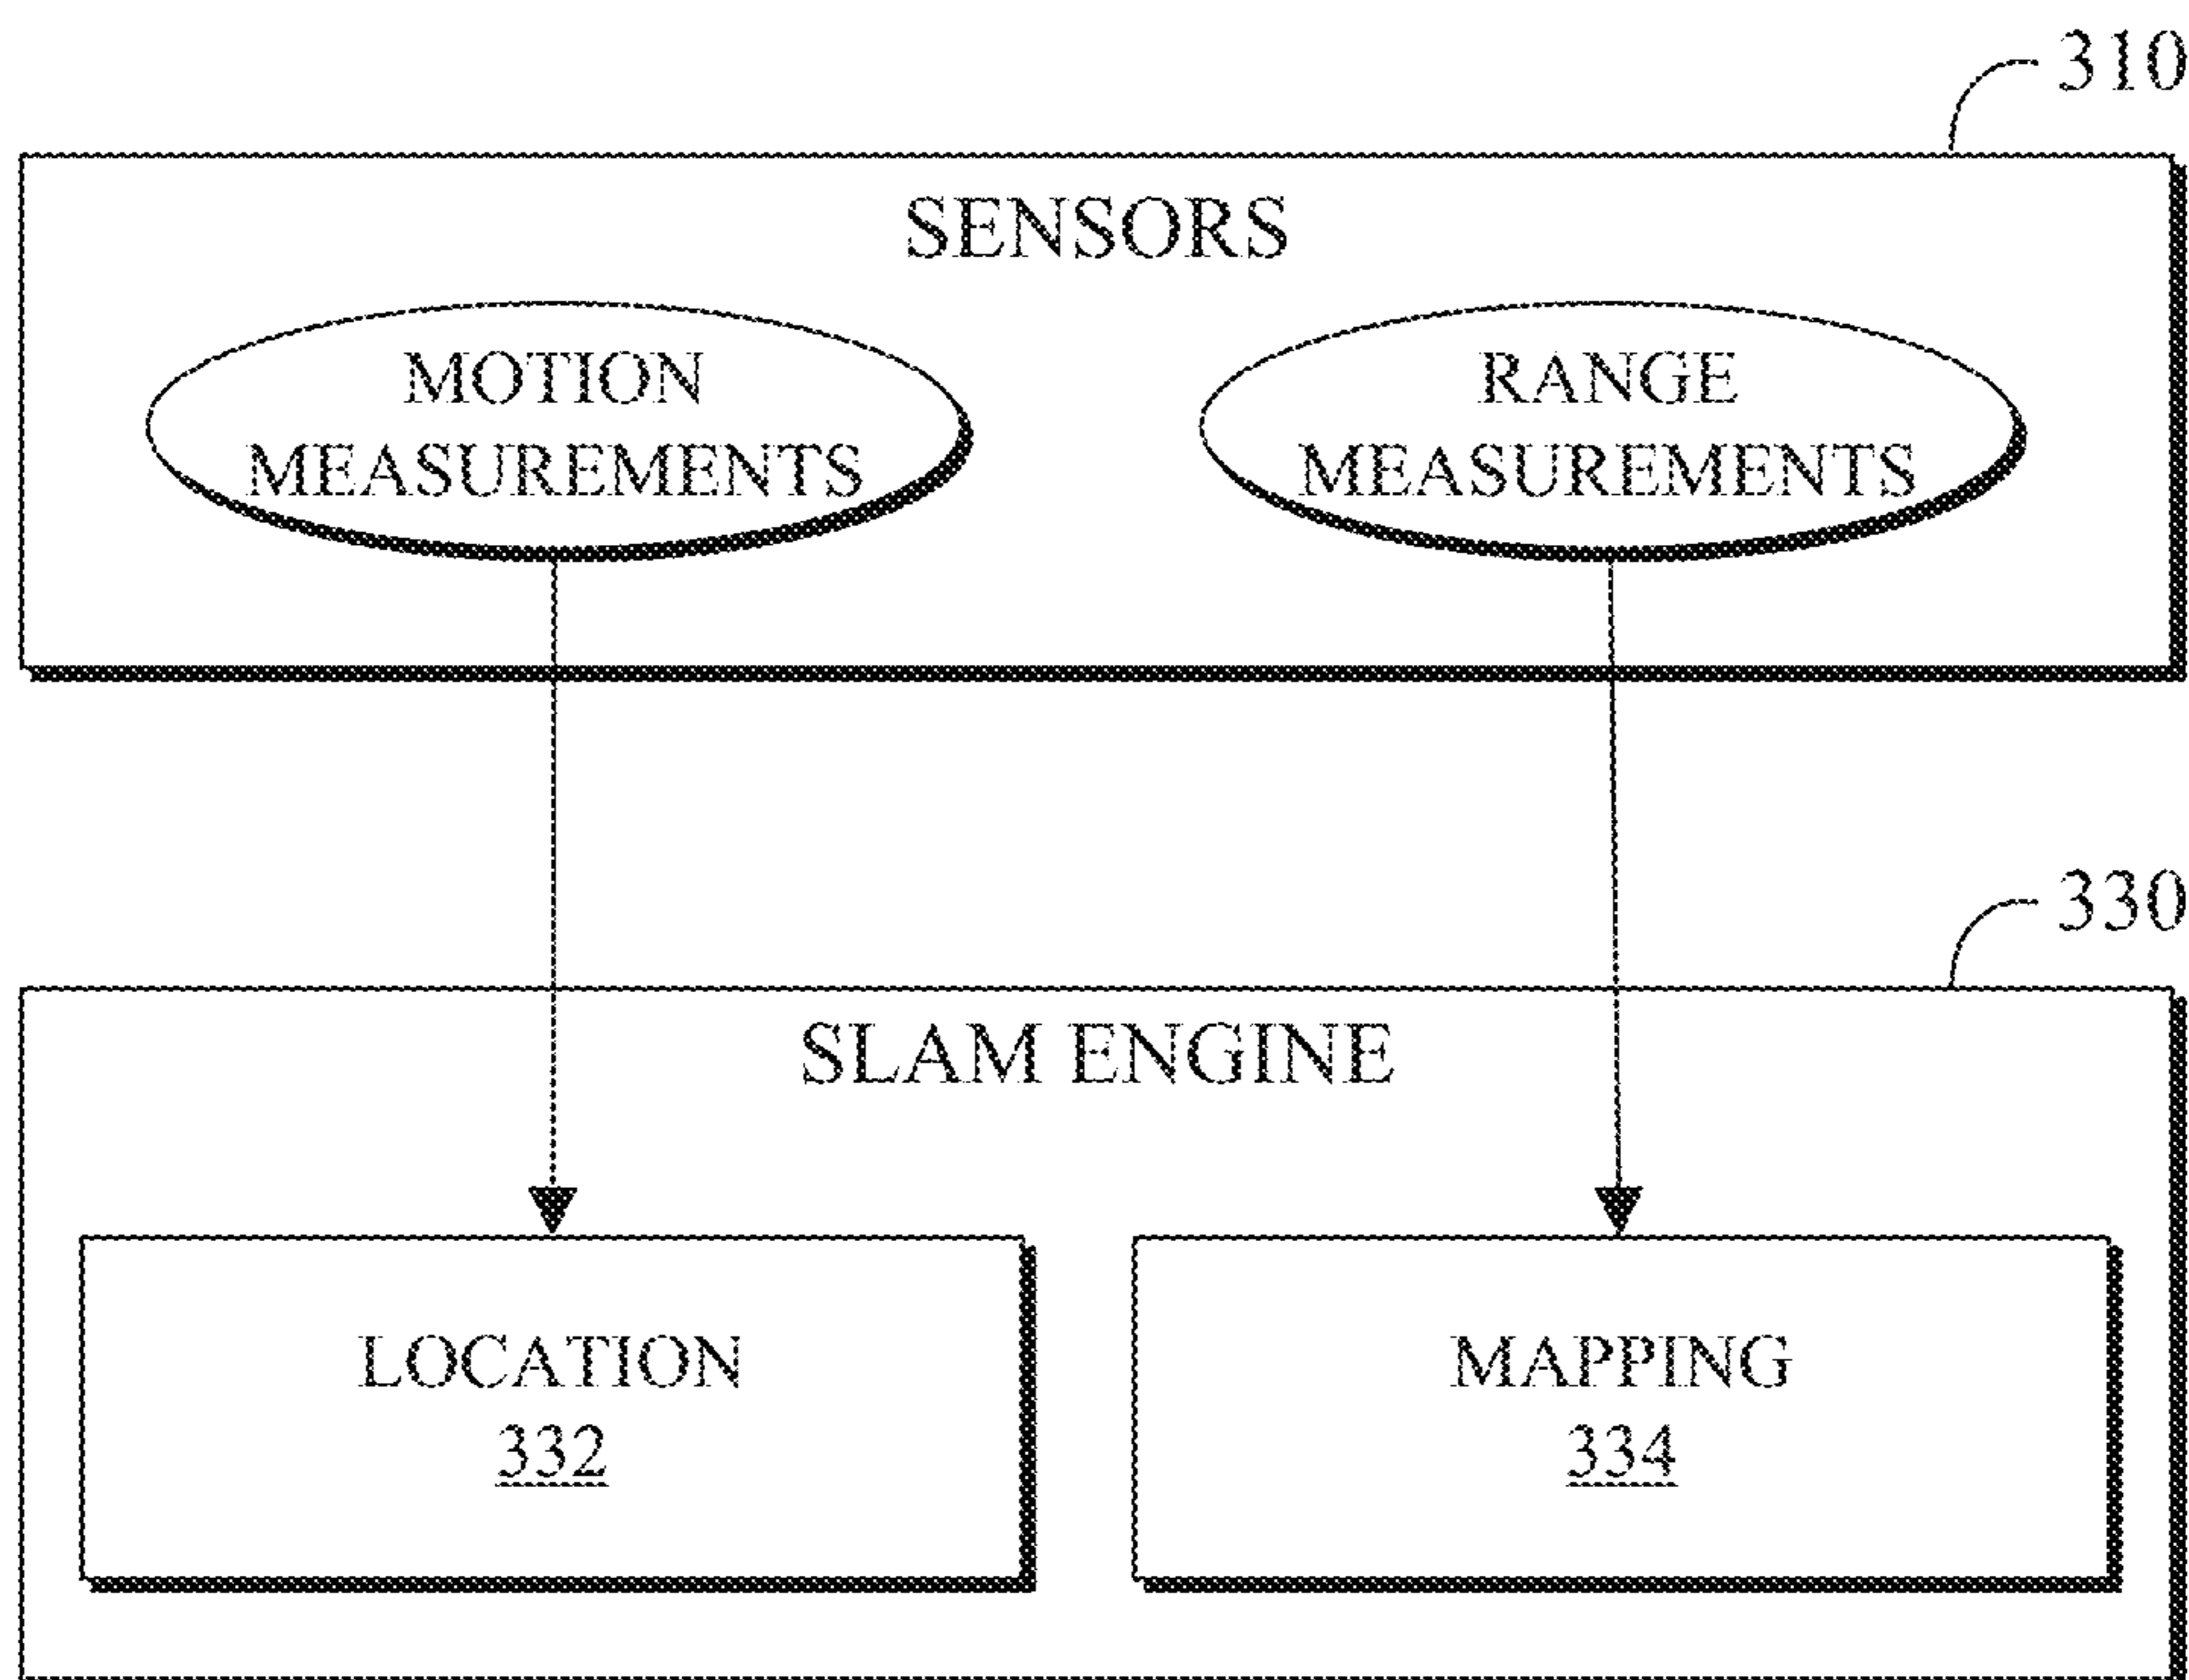 310
SENSORS
MOTION
MEASUREMENTS
RANGE
MEASUREMENTS
330
SLAM ENGINE
LOCATION
332
MAPPING
334